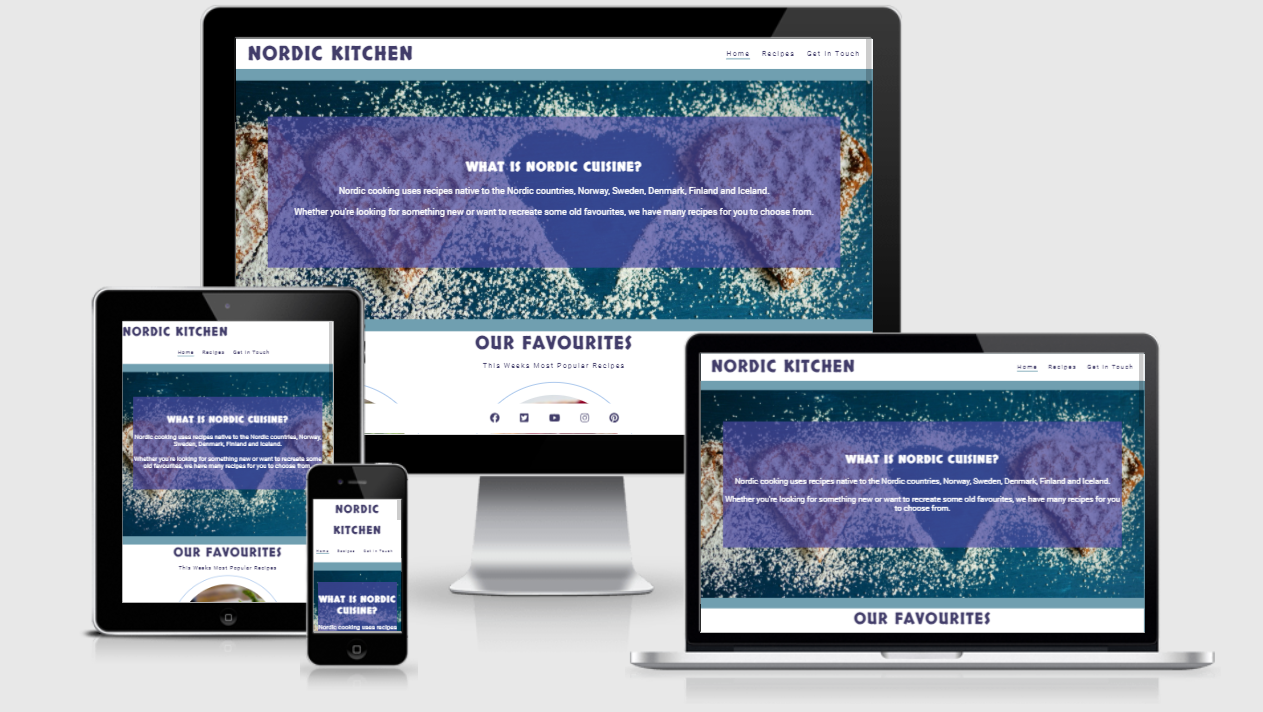 NORDIC KITCHEN
Home Recipes Get In Touch
WHAT IS NORDIC CUISINE?
Nordic cooking uses recipes native to the Nordic countries, Norway, Sweden, Denmark, Finland and Iceland.
Whether you're looking for something new or want to recreate some old favourites, we have many recipes for you to choose from.
OUR FAVOURITES
This Weeks Most Popular Recipes
NORDIC KITCHEN
Home Recipes Get In Touch
WHAT IS NORDIC CUISINE?
Nordic cooking uses recipes native to the Nordic countries, Norway,
Sweden, Denmark, Finland and Iceland.
Whether you're looking for something new or want to recreate some
old favourites, we have many recipes for you to choose from.
OUR FAVOURITES
This Weeks Most Popular Recipes
NORDIC
KITCHEN
Home Recipes Get In Touch
WHAT IS NORDIC
CUISINE?
Nordic cooking uses recipes
NORDIC KITCHEN
Home Recipes Get In Touch
WHAT IS NORDIC CUISINE?
Nordic cooking uses recipes native to the Nordic countries, Norway, Sweden, Denmark, Finland and Iceland.
Whether you're looking for something new or want to recreate some old favourites, we have many recipes for you
to choose from.
OUR FAVOURITES